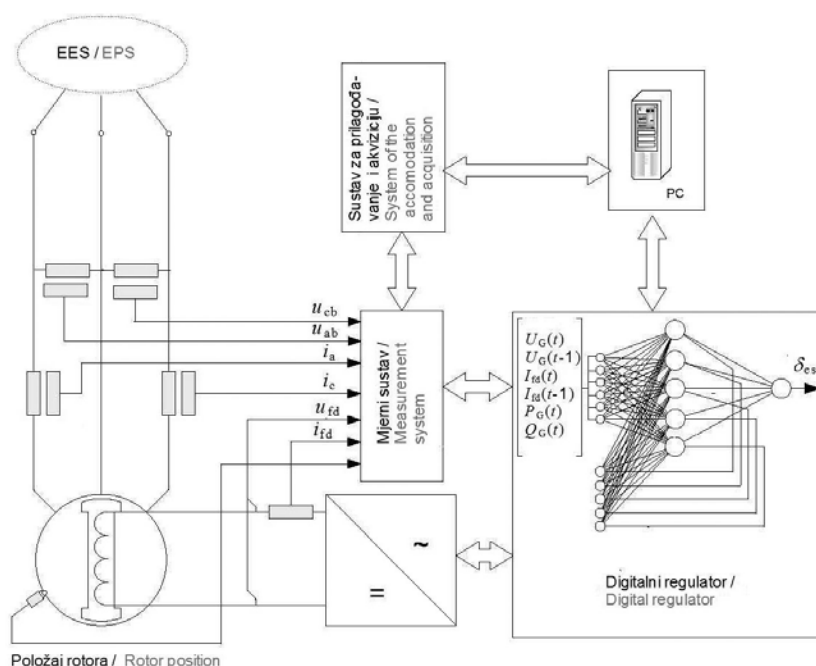 EES / EPS
Sustav za prilagođa-
vanje i akviziciju /
System of the
accomodation
and acquisition
PC
u_cb
u_ab
i_a
i_c
u_fd
i_fd
Mjerni sustav /
Measurement
system
U_G(t)
U_G(t-1)
I_fd(t)
I_fd(t-1)
P_G(t)
Q_G(t)
δ_es
~
=
Digitalni regulator /
Digital regulator
Položaj rotora / Rotor position